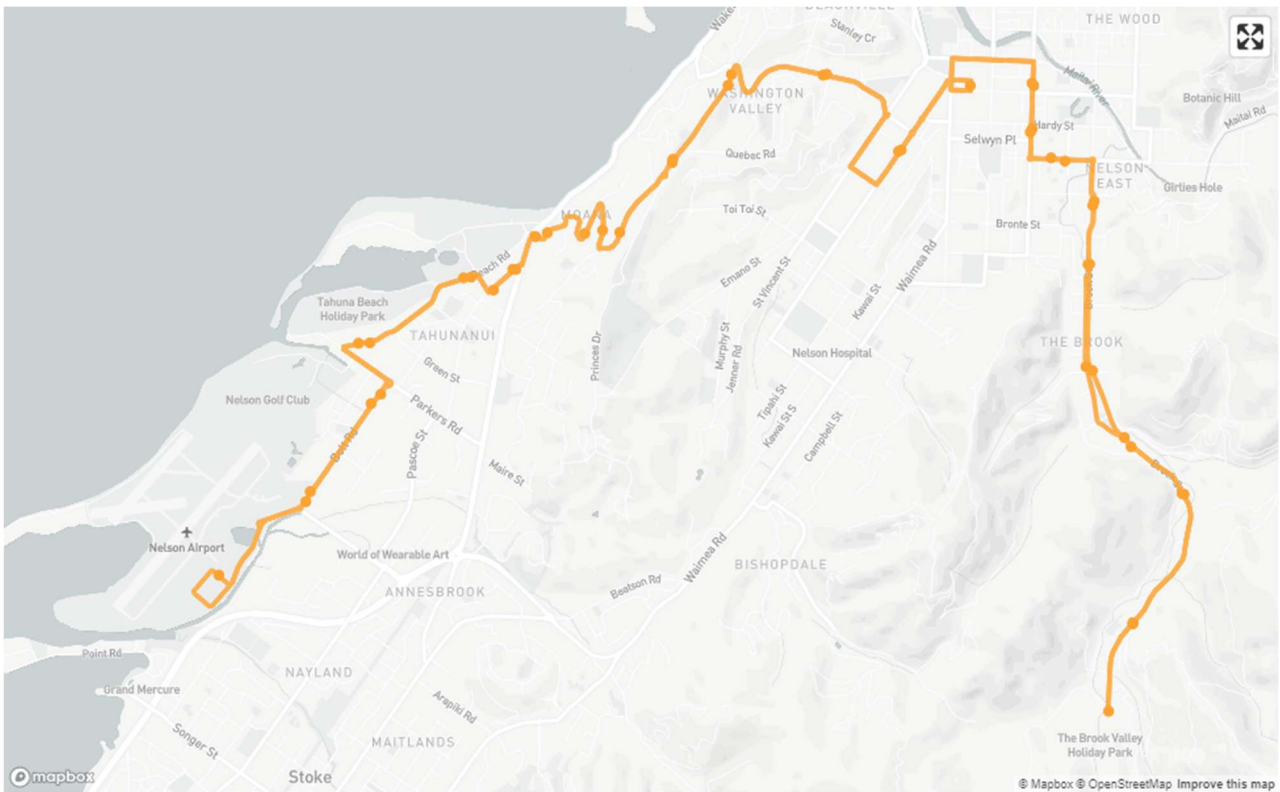 BEACHVILLE
THE WOOD
Stanley Cr
Maitai River
WASHINGTON
VALLEY
Botanic Hill
Maitai Rd
Hardy St
Selwyn Pl
Quebec Rd
NELSON
EAST
Girlies Hole
MOANA
Toi Toi St
Bronte St
Beach Rd
Emano St
St Vincent St
Waimea Rd
Kawai St
Tahuna Beach
Holiday Park
TAHUNANUI
THE BROOK
Princes Dr
Murphy St
Jenner Rd
Nelson Hospital
Green St
Nelson Golf Club
Parkers Rd
Tipahi St
Kawai St S
Campbell St
Bolt Rd
Pascoe St
Maire St
Nelson Airport
World of Wearable Art
Waimea Rd
BISHOPDALE
ANNESBROOK
Beatson Rd
Point Rd
NAYLAND
Grand Mercure
Arapiki Rd
Songer St
MAITLANDS
The Brook Valley
Holiday Park
Stoke
mapbox
© Mapbox © OpenStreetMap Improve this map